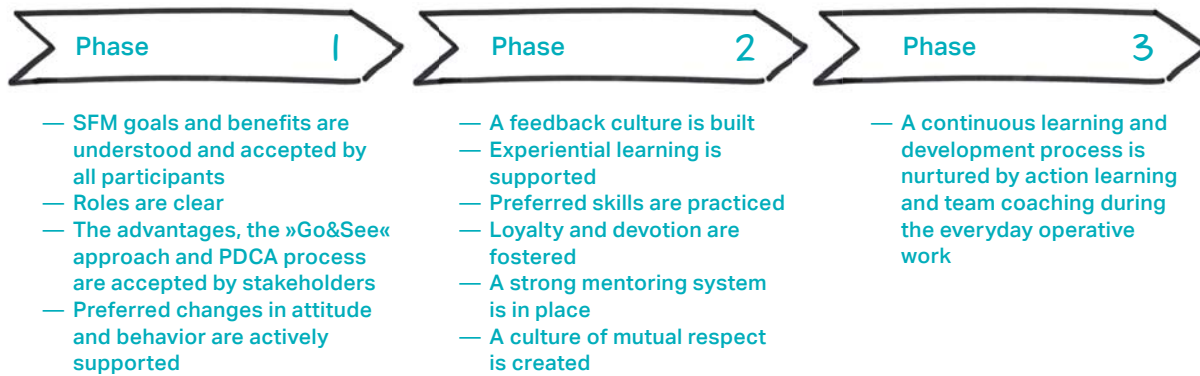 Phase 1
— SFM goals and benefits are
understood and accepted by
all participants
— Roles are clear
— The advantages, the »Go&See«
approach and PDCA process
are accepted by stakeholders
— Preferred changes in attitude
and behavior are actively
supported
Phase 2
— A feedback culture is built
— Experiential learning is
supported
— Preferred skills are practiced
— Loyalty and devotion are
fostered
— A strong mentoring system
is in place
— A culture of mutual respect
is created
Phase 3
— A continuous learning and
development process is
nurtured by action learning
and team coaching during
the everyday operative
work